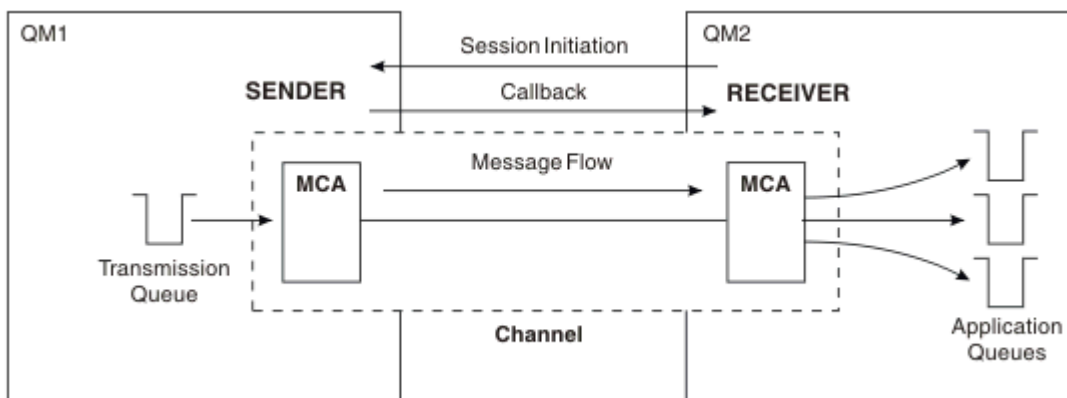 QM1
QM2
Session Initiation
SENDER
Callback
RECEIVER
Message Flow
MCA
MCA
Transmission
Queue
Channel
Application
Queues